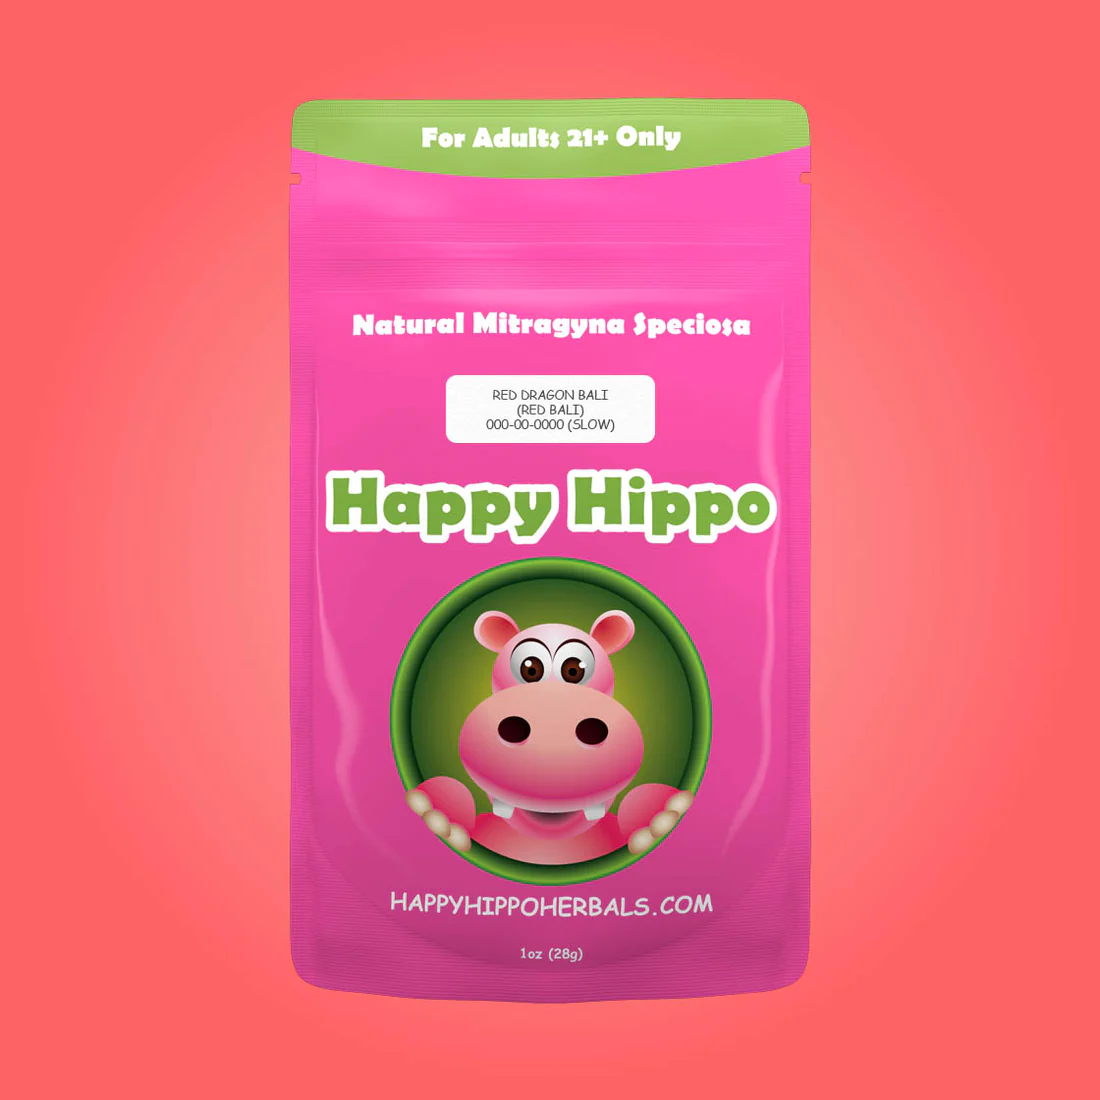 For Adults 21+ Only
Natural Mitragyna Speciosa
RED DRAGON BALI
(RED BALI)
000-00-0000 (SLOW)
Happy Hippo
HAPPYHIPPOHERBALS.COM
1oz (28g)